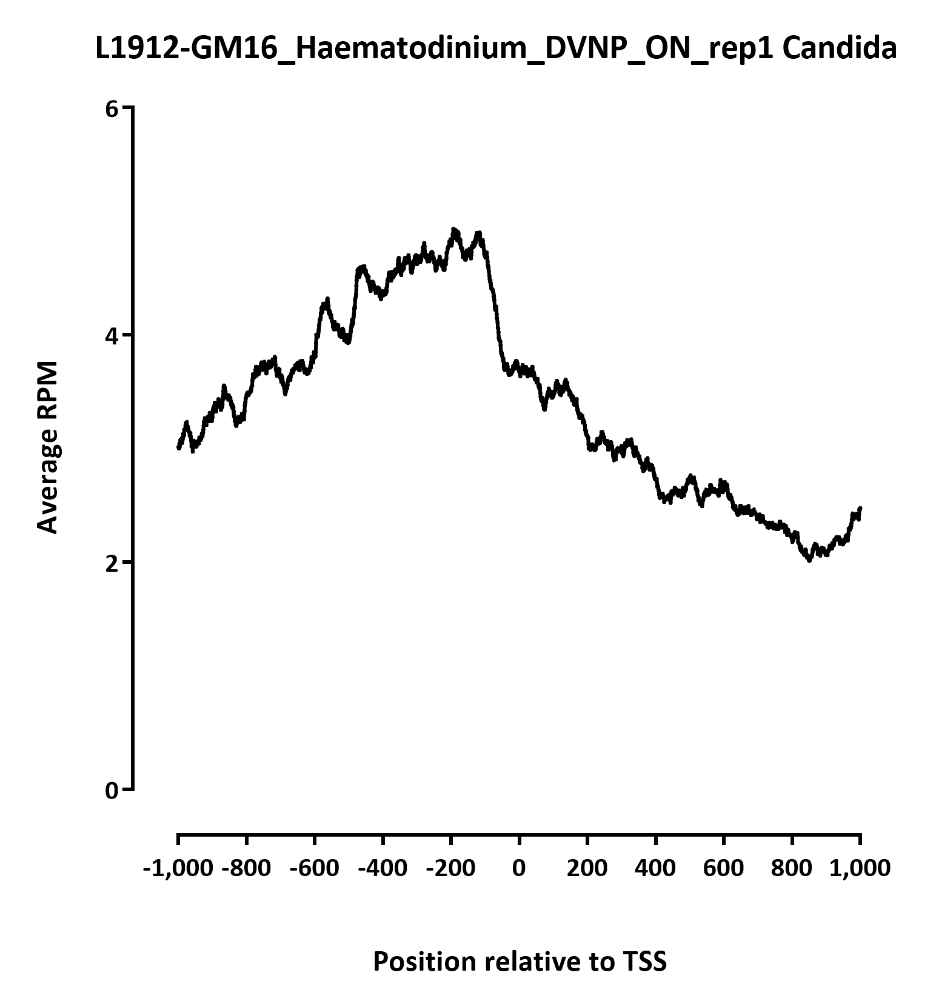 L1912-GM16_Haematodinium_DVNP_ON_rep1 Candida
6
4
2
0
Average RPM
-1,000 -800 -600 -400 -200 0 200 400 600 800 1,000
Position relative to TSS